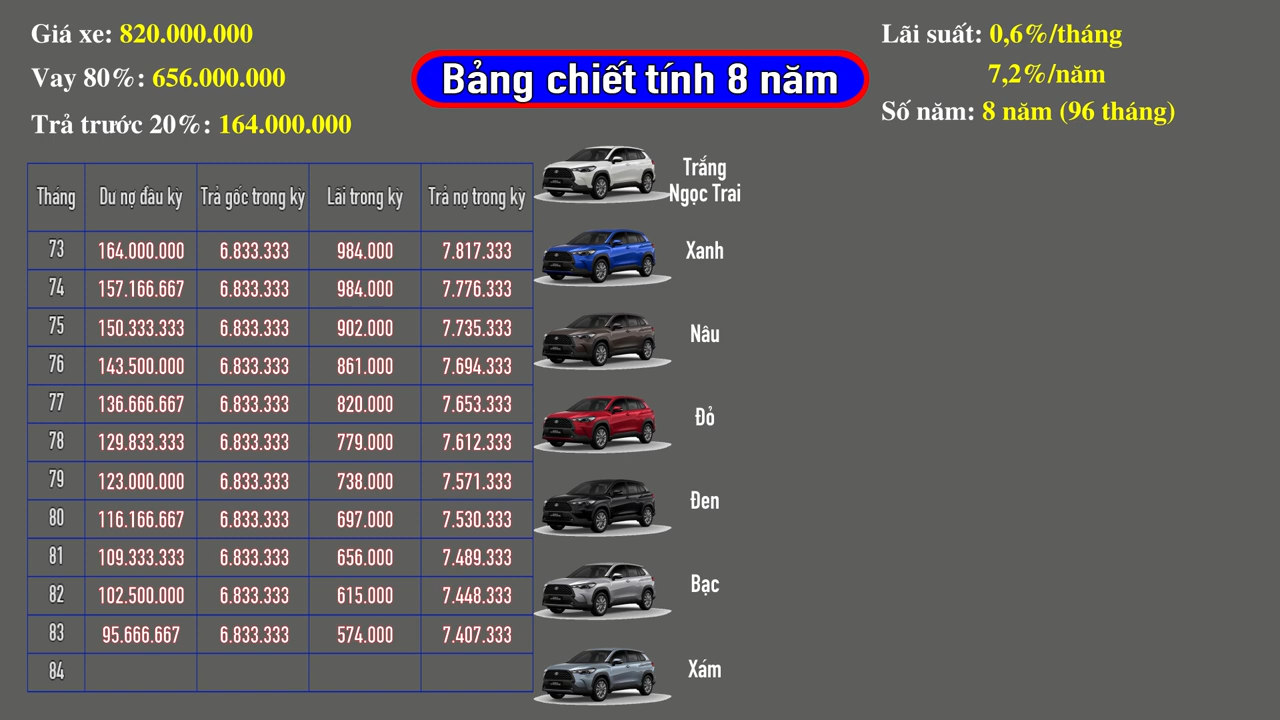 Giá xe: 820.000.000
Vay 80%: 656.000.000
Trả trước 20%: 164.000.000
Bảng chiết tính 8 năm
Lãi suất: 0,6%/tháng
7,2%/năm
Số năm: 8 năm (96 tháng)
Tháng Dư nợ đầu kỳ Trả gốc trong kỳ Lãi trong kỳ Trả nợ trong kỳ
73 164.000.000 6.833.333 984.000 7.817.333
74 157.166.667 6.833.333 984.000 7.776.333
75 150.333.333 6.833.333 902.000 7.735.333
76 143.500.000 6.833.333 861.000 7.694.333
77 136.666.667 6.833.333 820.000 7.653.333
78 129.833.333 6.833.333 779.000 7.612.333
79 123.000.000 6.833.333 738.000 7.571.333
80 116.166.667 6.833.333 697.000 7.530.333
81 109.333.333 6.833.333 656.000 7.489.333
82 102.500.000 6.833.333 615.000 7.448.333
83 95.666.667 6.833.333 574.000 7.407.333
84
Trắng
Ngọc Trai
Xanh
Nâu
Đỏ
Đen
Bạc
Xám